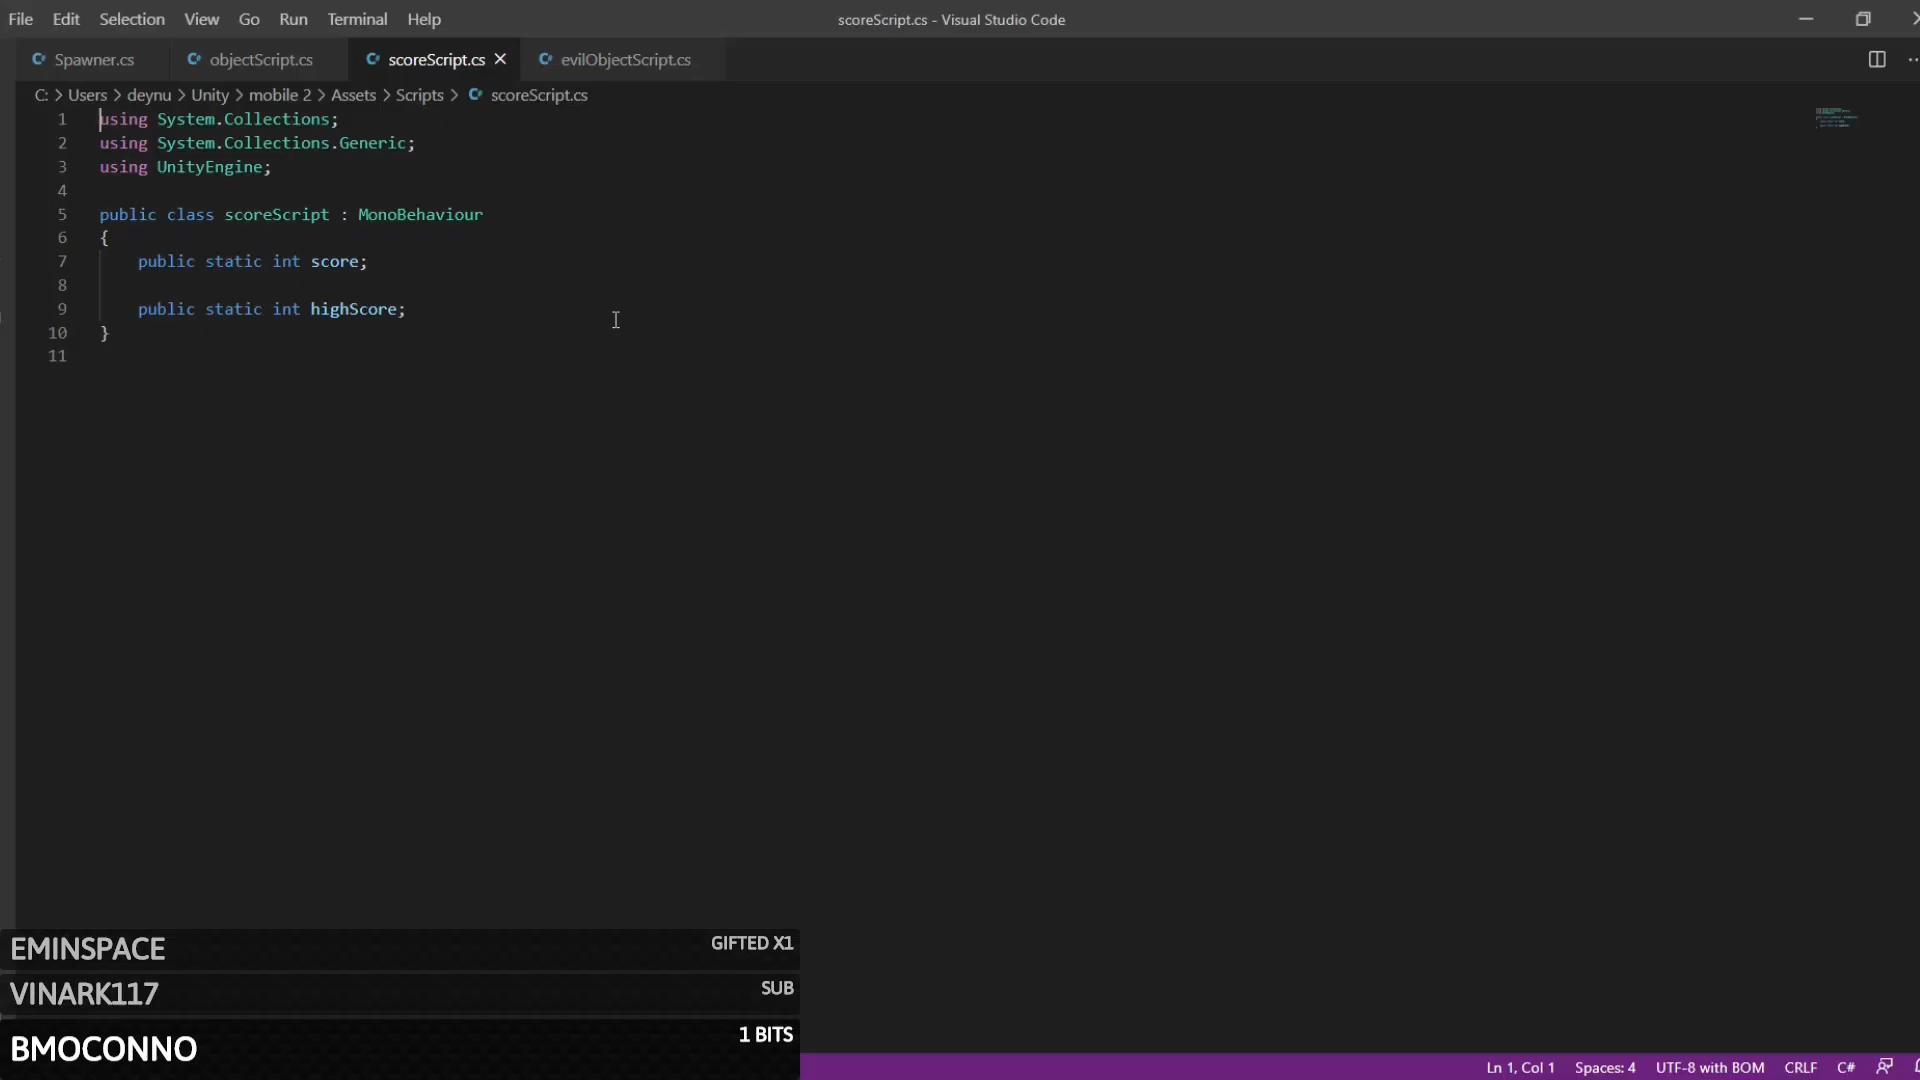 File Edit Selection View Go Run Terminal Help scoreScript.cs - Visual Studio Code
Spawner.cs objectScript.cs scoreScript.cs evilObjectScript.cs
C: > Users > deynu > Unity > mobile 2 > Assets > Scripts > scoreScript.cs
1 using System.Collections;
2 using System.Collections.Generic;
3 using UnityEngine;
4
5 public class scoreScript : MonoBehaviour
6 {
7 public static int score;
8
9 public static int highScore;
10 }
11
EMINSPACE GIFTED X1
VINARK117 SUB
BMOCONNO 1 BITS
Ln 1, Col 1 Spaces: 4 UTF-8 with BOM CRLF C#